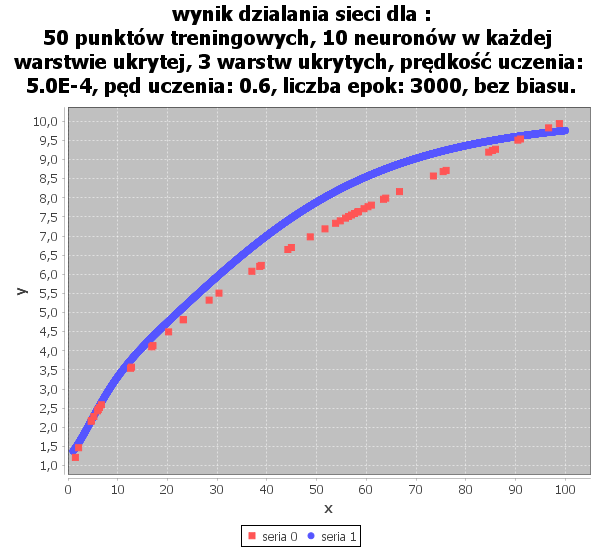 wynik dzialania sieci dla :
50 punktów treningowych, 10 neuronów w każdej
warstwie ukrytej, 3 warstw ukrytych, prędkość uczenia:
5.0E-4, pęd uczenia: 0.6, liczba epok: 3000, bez biasu.
10,0
9,5
9,0
8,5
8,0
7,5
7,0
6,5
6,0
5,5
5,0
4,5
4,0
3,5
3,0
2,5
2,0
1,5
1,0
y
0 10 20 30 40 50 60 70 80 90 100
x
seria 0 seria 1